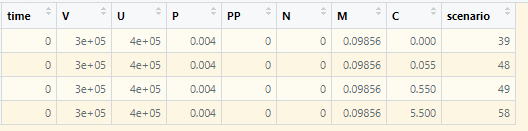 time V U P PP N M C scenario
0 3e+05 4e+05 0.004 0 0 0.09856 0.000 39
0 3e+05 4e+05 0.004 0 0 0.09856 0.055 48
0 3e+05 4e+05 0.004 0 0 0.09856 0.550 49
0 3e+05 4e+05 0.004 0 0 0.09856 5.500 58